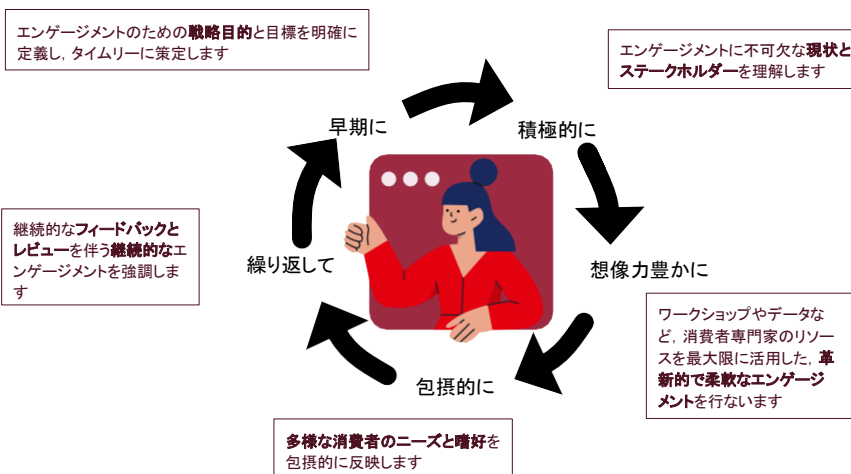 エンゲージメントのための戦略目的と目標を明確に
定義し，タイムリーに策定します
エンゲージメントに不可欠な現状と
ステークホルダーを理解します
早期に
積極的に
継続的なフィードバックと
レビューを伴う継続的なエ
ンゲージメントを強調しま
す
繰り返して
想像力豊かに
ワークショップやデータな
ど，消費者専門家のリソー
スを最大限に活用した，革
新的で柔軟なエンゲージ
メントを行ないます
包摂的に
多様な消費者のニーズと嗜好を
包摂的に反映します